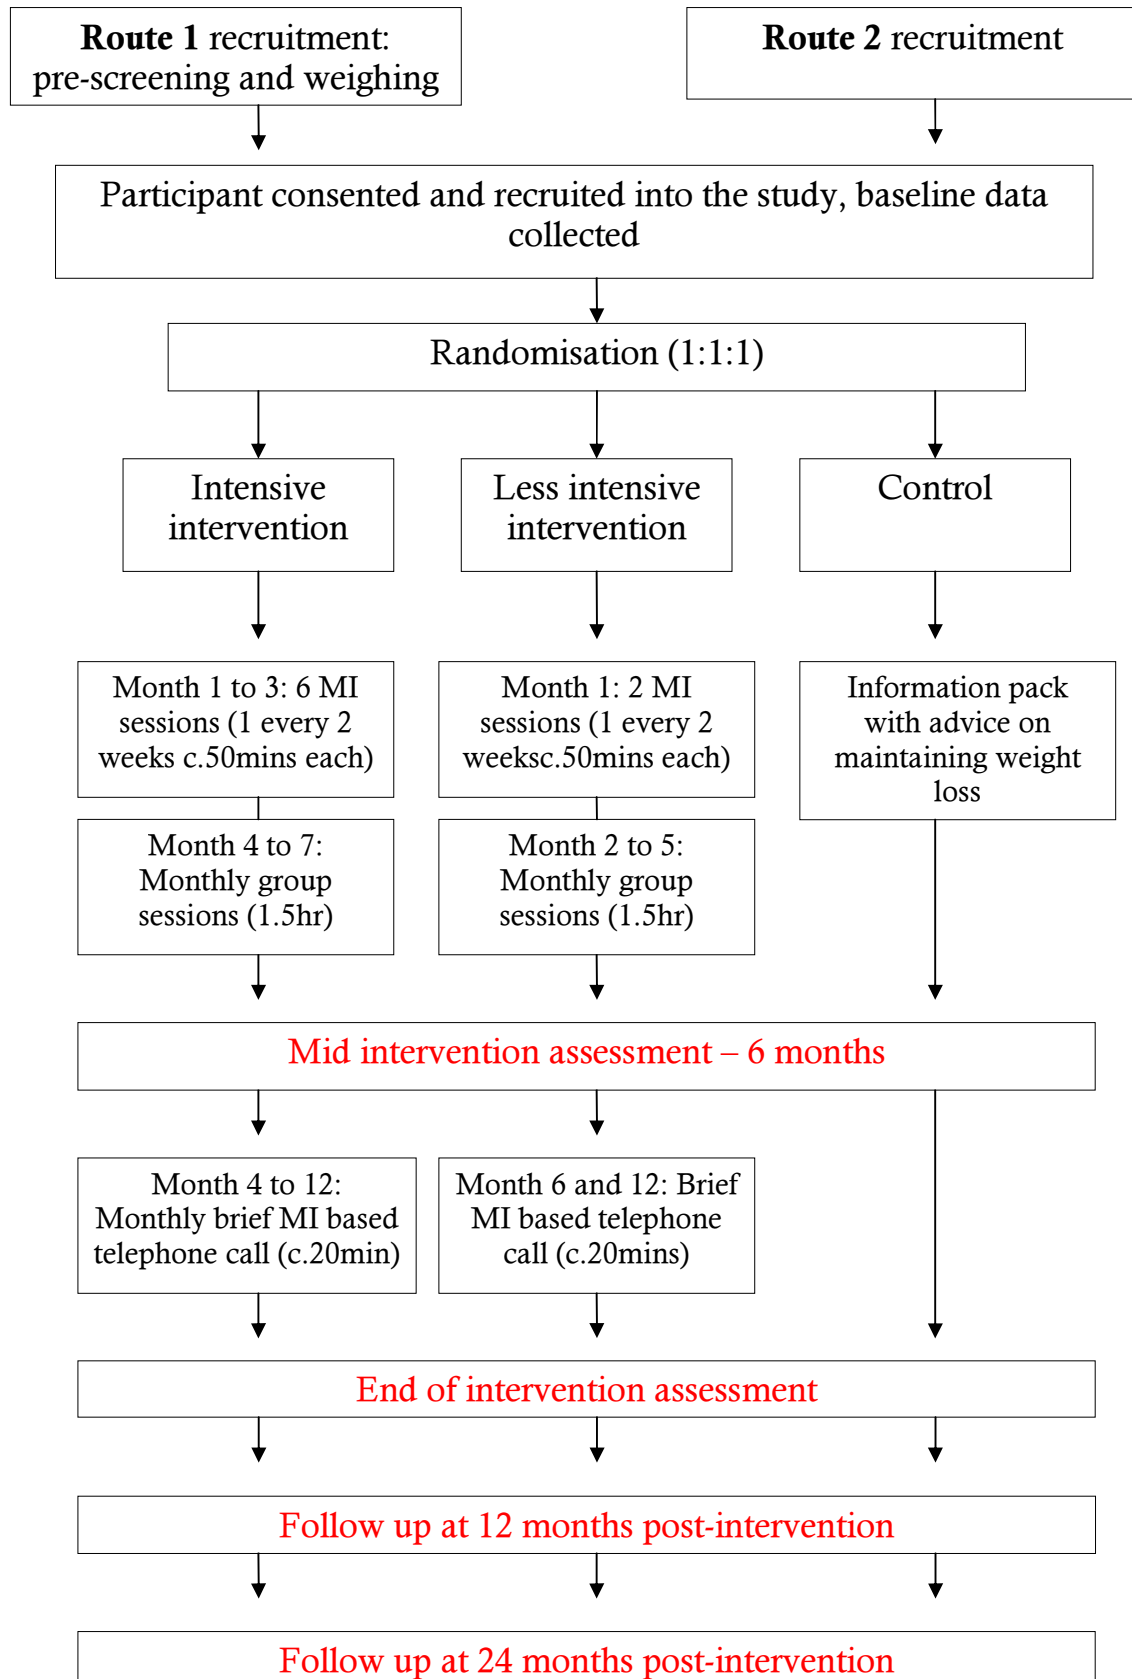 Route 1 recruitment:
pre-screening and weighing
Route 2 recruitment
Participant consented and recruited into the study, baseline data
collected
Randomisation (1:1:1)
Intensive
intervention
Less intensive
intervention
Control
Month 1 to 3: 6 MI
sessions (1 every 2
weeks c.50mins each)
Month 1: 2 MI
sessions (1 every 2
weeksc.50mins each)
Information pack
with advice on
maintaining weight
loss
Month 4 to 7:
Monthly group
sessions (1.5hr)
Month 2 to 5:
Monthly group
sessions (1.5hr)
Mid intervention assessment – 6 months
Month 4 to 12:
Monthly brief MI based
telephone call (c.20min)
Month 6 and 12: Brief
MI based telephone
call (c.20mins)
End of intervention assessment
Follow up at 12 months post-intervention
Follow up at 24 months post-intervention